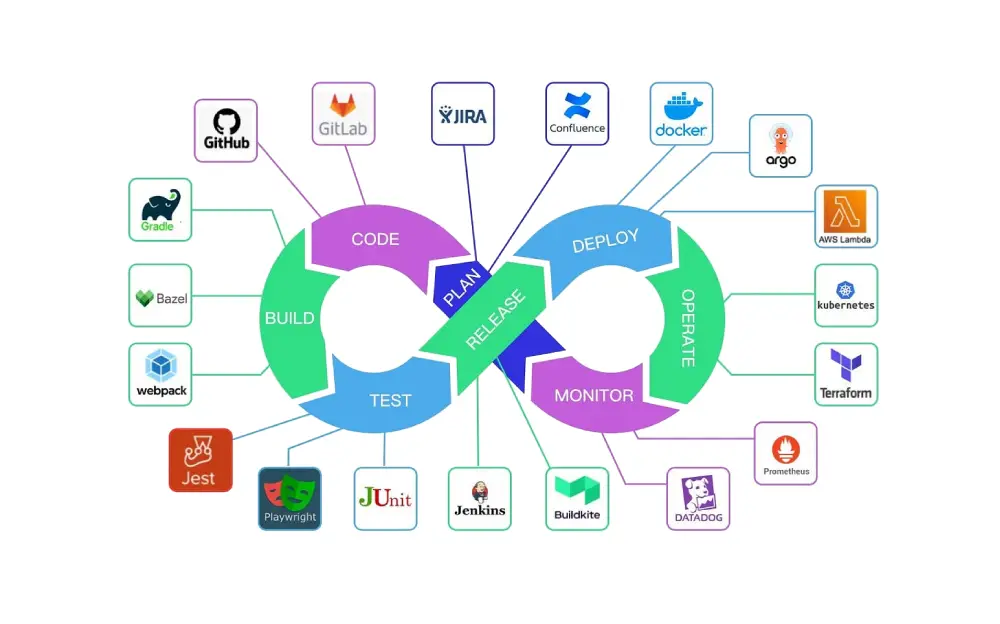 GitHub
GitLab
JIRA
Confluence
docker
argo
Gradle
AWS Lambda
Bazel
kubernetes
webpack
Terraform
CODE
PLAN
RELEASE
DEPLOY
BUILD
OPERATE
TEST
MONITOR
Jest
Playwright
JUnit
Jenkins
Buildkite
DATADOG
Prometheus